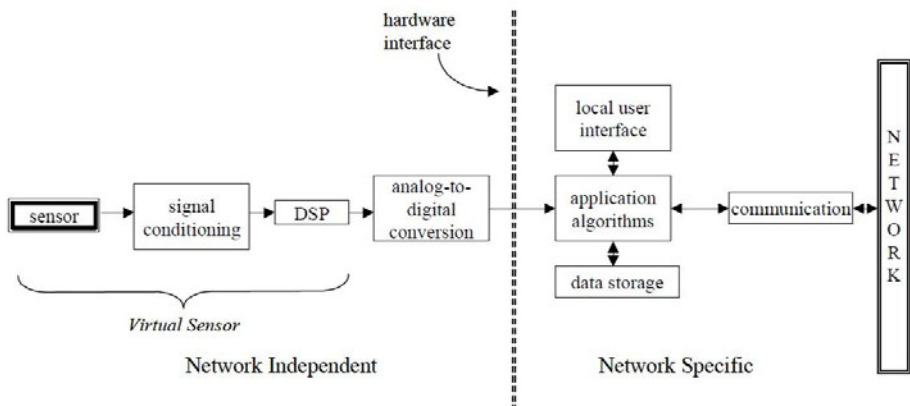 hardware
interface
sensor
signal
conditioning
DSP
analog-to-
digital
conversion
local user
interface
application
algorithms
data storage
communication
N
E
T
W
O
R
K
Virtual Sensor
Network Independent
Network Specific